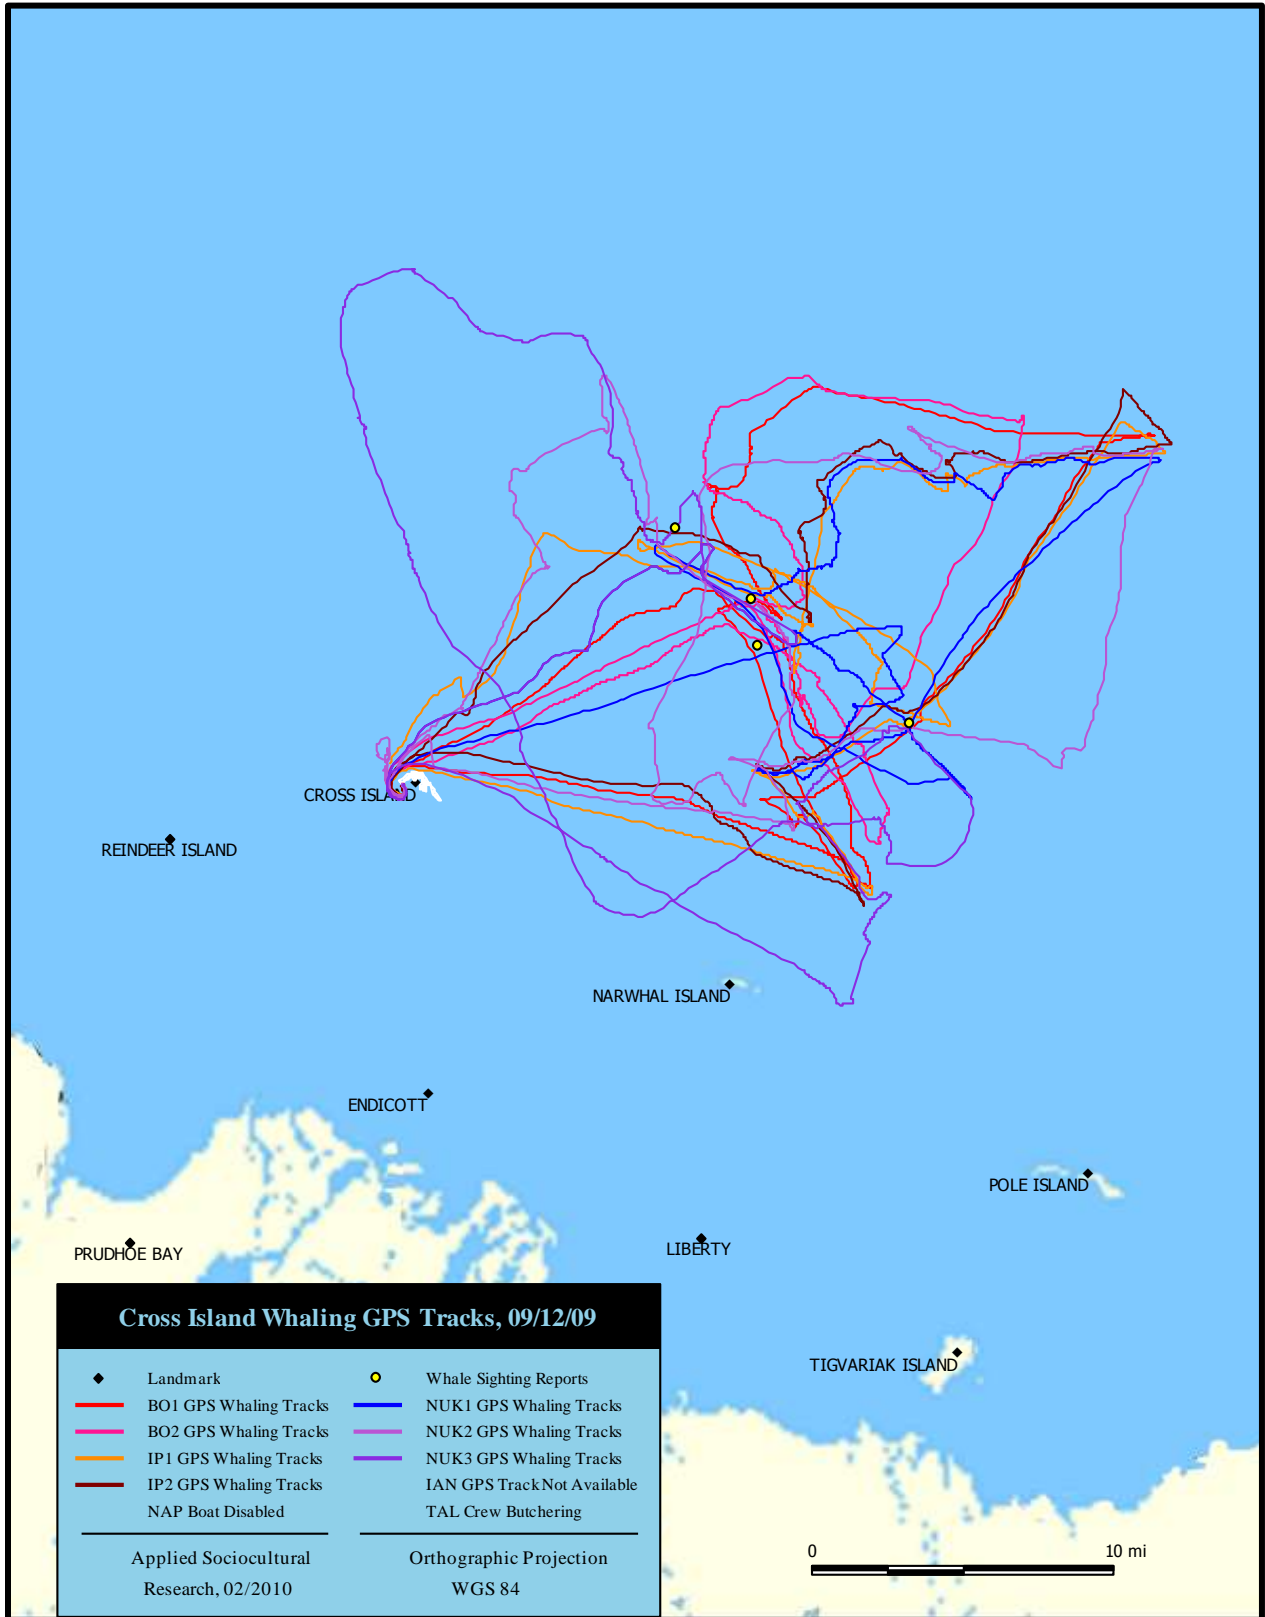 CROSS ISLAND
REINDEER ISLAND
NARWHAL ISLAND
ENDICOTT
POLE ISLAND
PRUDHOE BAY
LIBERTY
TIGVARIAK ISLAND
Cross Island Whaling GPS Tracks, 09/12/09
Landmark
BO1 GPS Whaling Tracks
BO2 GPS Whaling Tracks
IP1 GPS Whaling Tracks
IP2 GPS Whaling Tracks
NAP Boat Disabled
Whale Sighting Reports
NUK1 GPS Whaling Tracks
NUK2 GPS Whaling Tracks
NUK3 GPS Whaling Tracks
IAN GPS Track Not Available
TAL Crew Butchering
Applied Sociocultural
Research, 02/2010
Orthographic Projection
WGS 84
0 10 mi